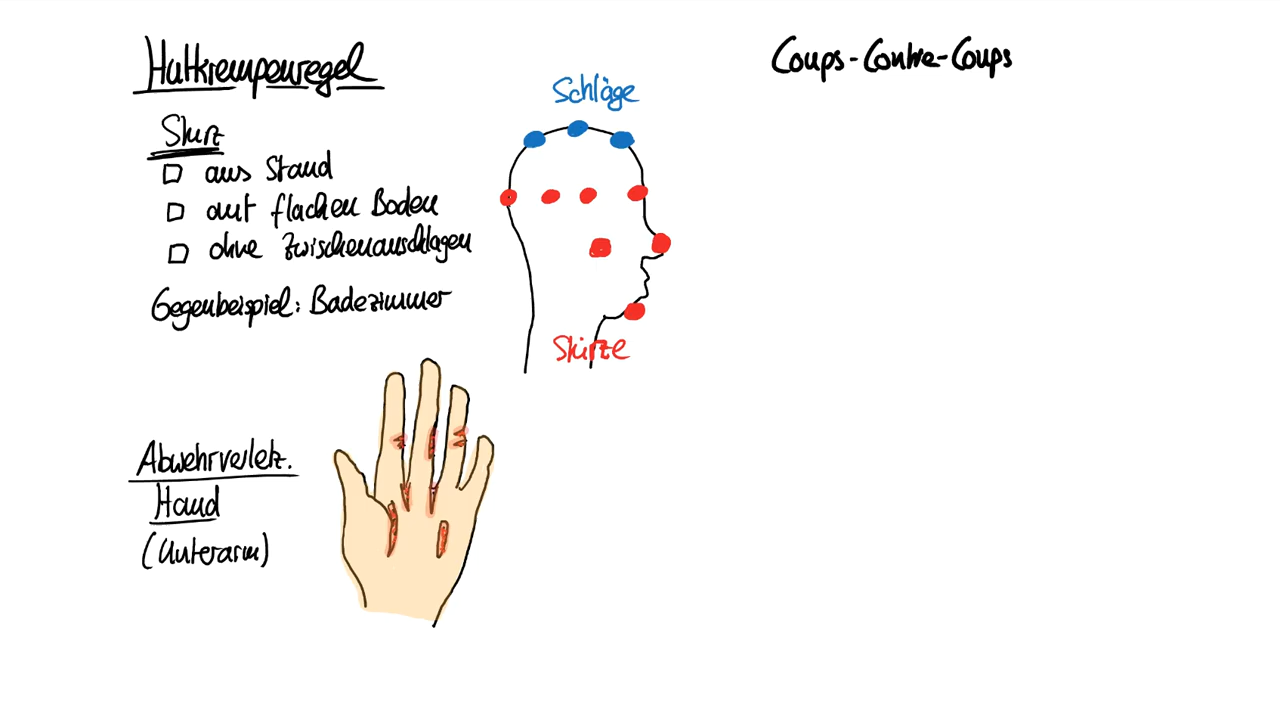 Hutkrempenregel
Sturz
aus Stand
auf flachen Boden
ohne Zwischenaufschlagen
Gegenbeispiel: Badezimmer
Schläge
Stürze
Abwehrverletz.
Hand
(Unterarm)
Coups-Contre-Coups